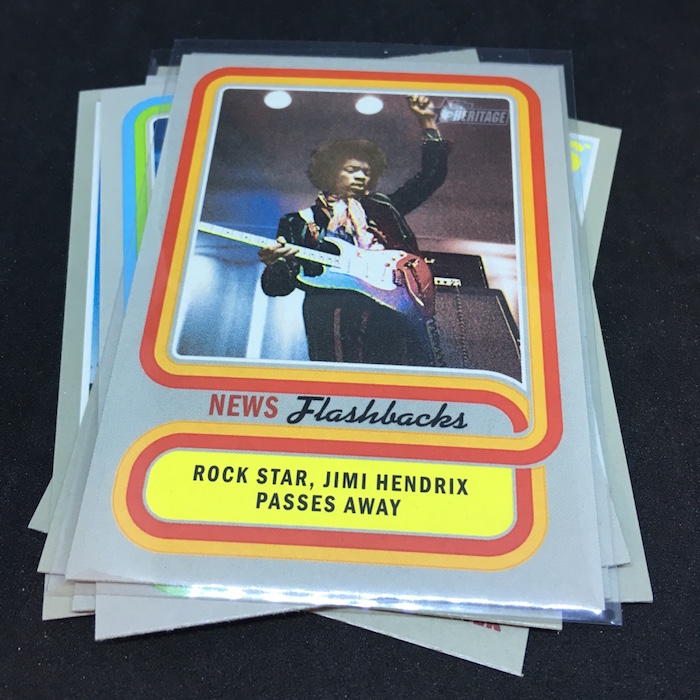 HERITAGE
NEWS Flashbacks
ROCK STAR, JIMI HENDRIX
PASSES AWAY